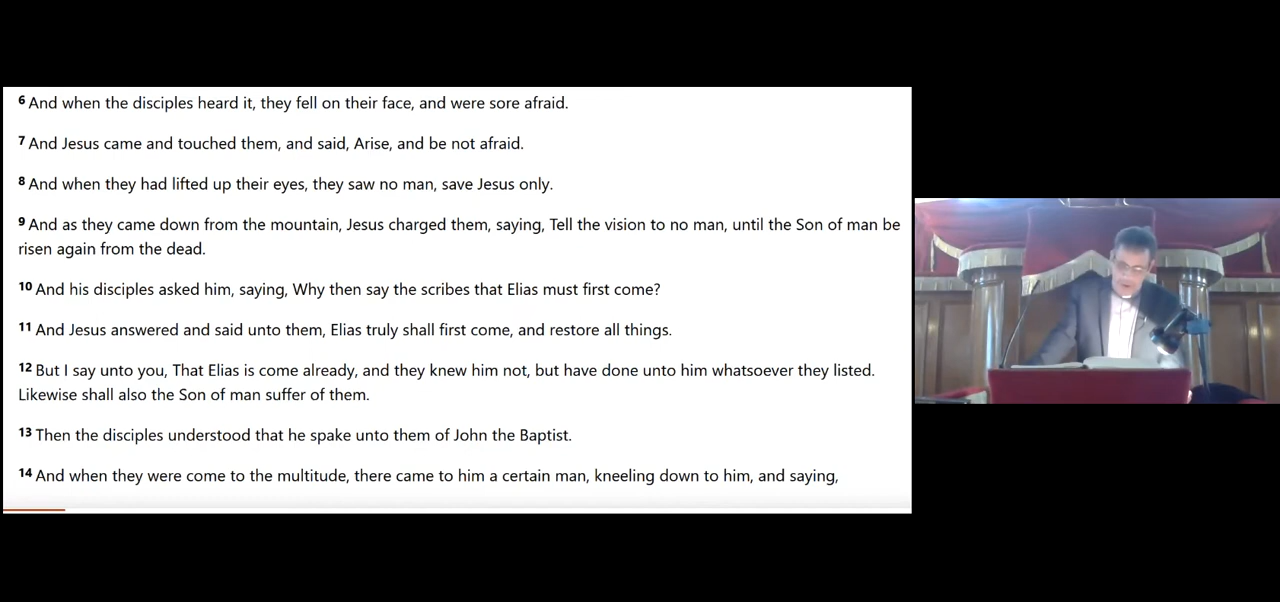 6 And when the disciples heard it, they fell on their face, and were sore afraid.
7 And Jesus came and touched them, and said, Arise, and be not afraid.
8 And when they had lifted up their eyes, they saw no man, save Jesus only.
9 And as they came down from the mountain, Jesus charged them, saying, Tell the vision to no man, until the Son of man be
risen again from the dead.
10 And his disciples asked him, saying, Why then say the scribes that Elias must first come?
11 And Jesus answered and said unto them, Elias truly shall first come, and restore all things.
12 But I say unto you, That Elias is come already, and they knew him not, but have done unto him whatsoever they listed.
Likewise shall also the Son of man suffer of them.
13 Then the disciples understood that he spake unto them of John the Baptist.
14 And when they were come to the multitude, there came to him a certain man, kneeling down to him, and saying,